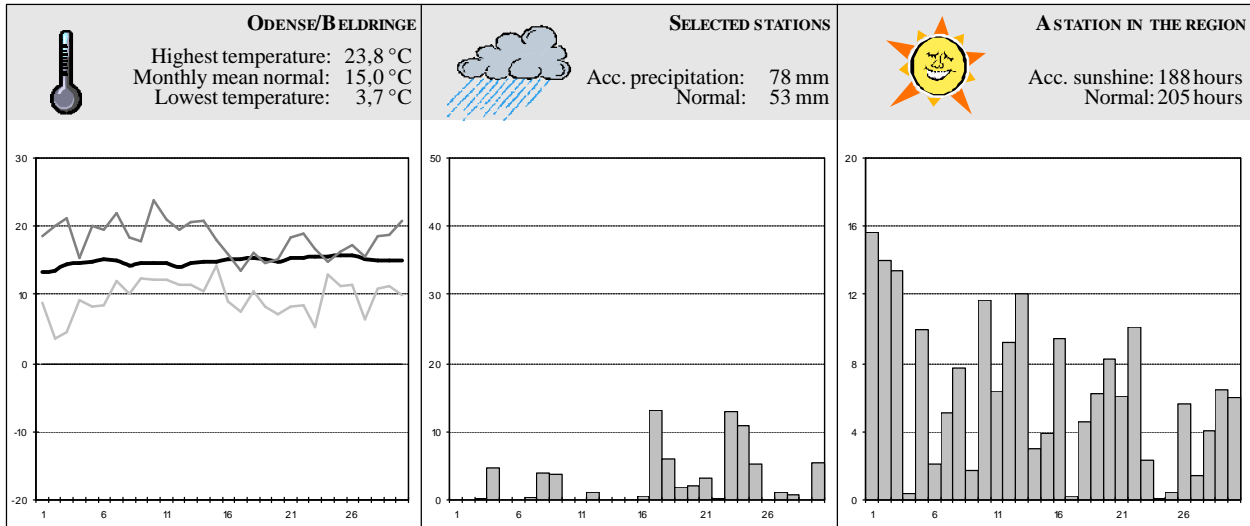 ODENSE/BELDRINGE
Highest temperature: 23,8 °C
Monthly mean normal: 15,0 °C
Lowest temperature: 3,7 °C
SELECTED STATIONS
Acc. precipitation: 78 mm
Normal: 53 mm
A STATION IN THE REGION
Acc. sunshine: 188 hours
Normal: 205 hours
30
20
10
0
-10
-20
1 6 11 16 21 26
50
40
30
20
10
0
1 6 11 16 21 26
20
16
12
8
4
0
1 6 11 16 21 26